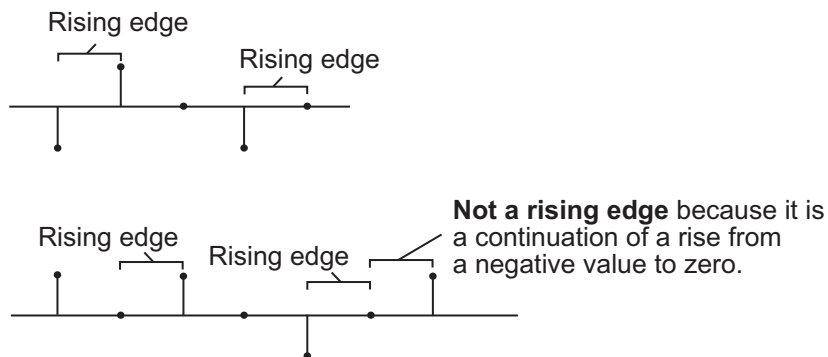 Rising edge
Rising edge
Not a rising edge because it is
a continuation of a rise from
a negative value to zero.
Rising edge
Rising edge